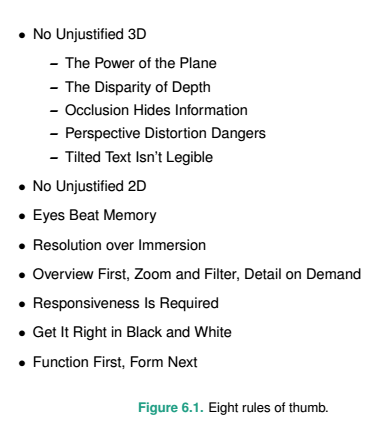 • No Unjustified 3D
– The Power of the Plane
– The Disparity of Depth
– Occlusion Hides Information
– Perspective Distortion Dangers
– Tilted Text Isn't Legible
• No Unjustified 2D
• Eyes Beat Memory
• Resolution over Immersion
• Overview First, Zoom and Filter, Detail on Demand
• Responsiveness Is Required
• Get It Right in Black and White
• Function First, Form Next
Figure 6.1. Eight rules of thumb.